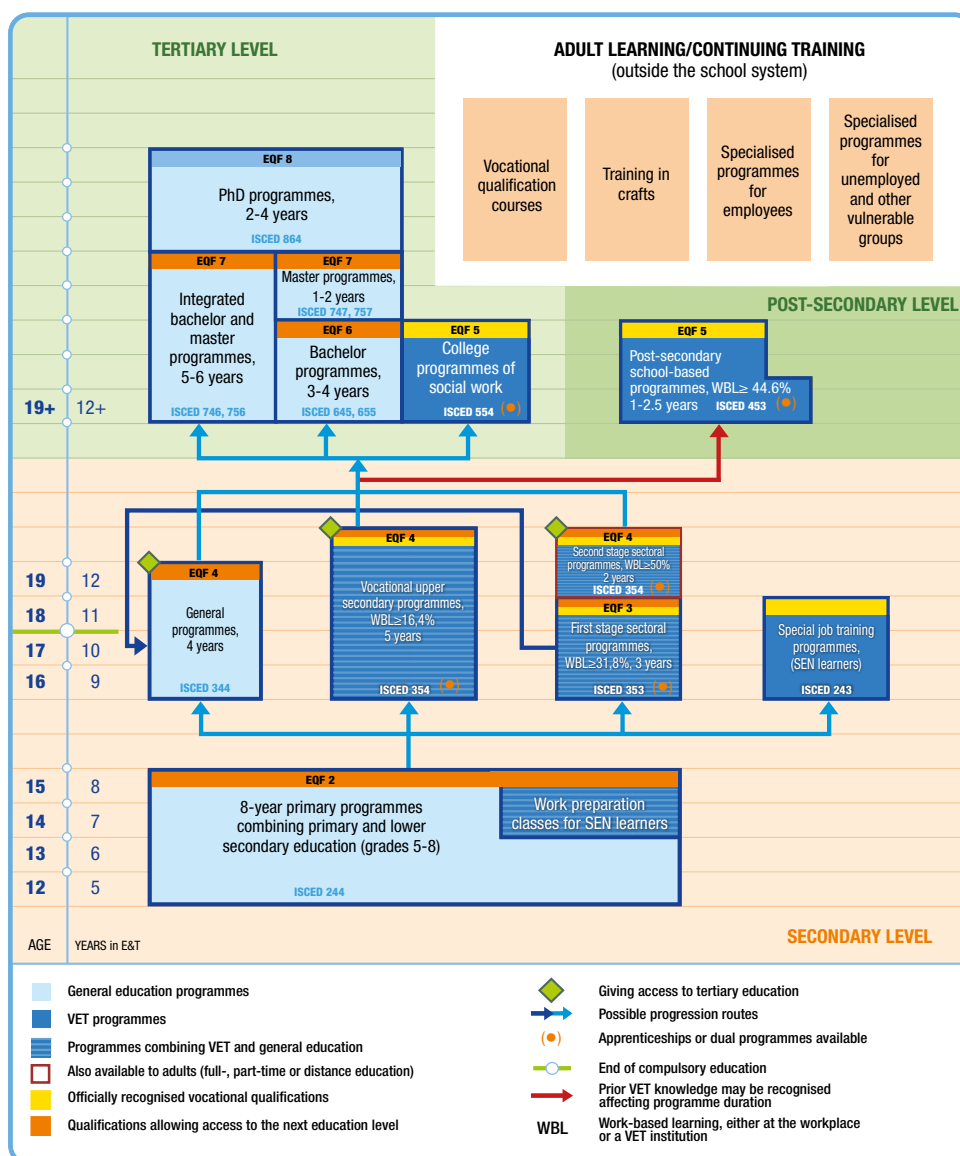 TERTIARY LEVEL
ADULT LEARNING/CONTINUING TRAINING
(outside the school system)
Vocational
qualification
courses
Training in
crafts
Specialised
programmes
for
employees
Specialised
programmes
for
unemployed
and other
vulnerable
groups
EQF 8
PhD programmes,
2-4 years
ISCED 864
EQF 7
Integrated
bachelor and
master
programmes,
5-6 years
ISCED 746, 756
EQF 7
Master programmes,
1-2 years
ISCED 747, 757
EQF 6
Bachelor
programmes,
3-4 years
ISCED 645, 655
EQF 5
College
programmes of
social work
ISCED 554
POST-SECONDARY LEVEL
EQF 5
Post-secondary
school-based
programmes, WBL≥ 44.6%
1-2.5 years ISCED 453
19+ 12+
EQF 4
General
programmes,
4 years
ISCED 344
EQF 4
Vocational upper
secondary programmes,
WBL≥16,4%
5 years
ISCED 354
EQF 4
Second stage sectoral
programmes, WBL≥50%
2 years
ISCED 354
EQF 3
First stage sectoral
programmes,
WBL≥31,8%, 3 years
ISCED 353
Special job training
programmes,
(SEN learners)
ISCED 243
19 12
18 11
17 10
16 9
EQF 2
8-year primary programmes
combining primary and lower
secondary education (grades 5-8)
ISCED 244
Work preparation
classes for SEN learners
15 8
14 7
13 6
12 5
AGE YEARS in E&T
SECONDARY LEVEL
General education programmes
VET programmes
Programmes combining VET and general education
Also available to adults (full-, part-time or distance education)
Officially recognised vocational qualifications
Qualifications allowing access to the next education level
Giving access to tertiary education
Possible progression routes
Apprenticeships or dual programmes available
End of compulsory education
Prior VET knowledge may be recognised
affecting programme duration
WBL Work-based learning, either at the workplace
or a VET institution